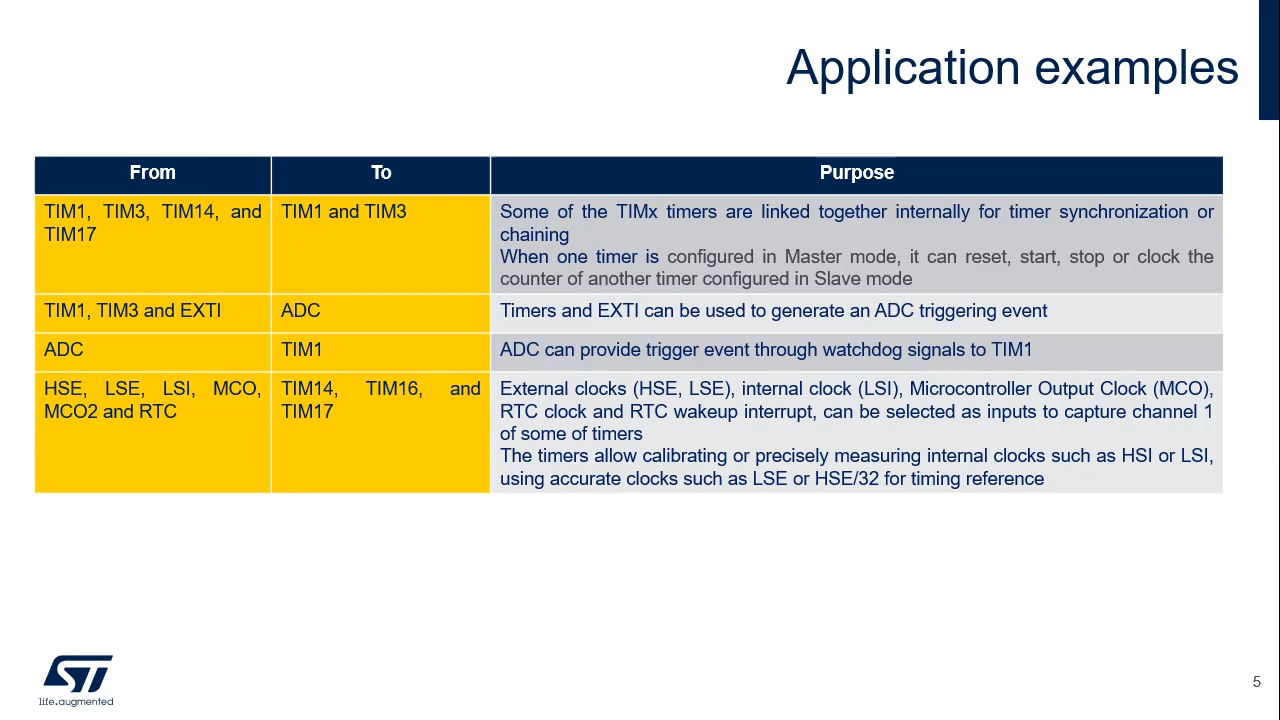 Application examples
From To Purpose
TIM1, TIM3, TIM14, and TIM17
TIM1 and TIM3
Some of the TIMx timers are linked together internally for timer synchronization or
chaining
When one timer is configured in Master mode, it can reset, start, stop or clock the
counter of another timer configured in Slave mode
TIM1, TIM3 and EXTI
ADC
Timers and EXTI can be used to generate an ADC triggering event
ADC
TIM1
ADC can provide trigger event through watchdog signals to TIM1
HSE, LSE, LSI, MCO,
MCO2 and RTC
TIM14, TIM16, and
TIM17
External clocks (HSE, LSE), internal clock (LSI), Microcontroller Output Clock (MCO),
RTC clock and RTC wakeup interrupt, can be selected as inputs to capture channel 1
of some of timers
The timers allow calibrating or precisely measuring internal clocks such as HSI or LSI,
using accurate clocks such as LSE or HSE/32 for timing reference
ST
life.augmented
5